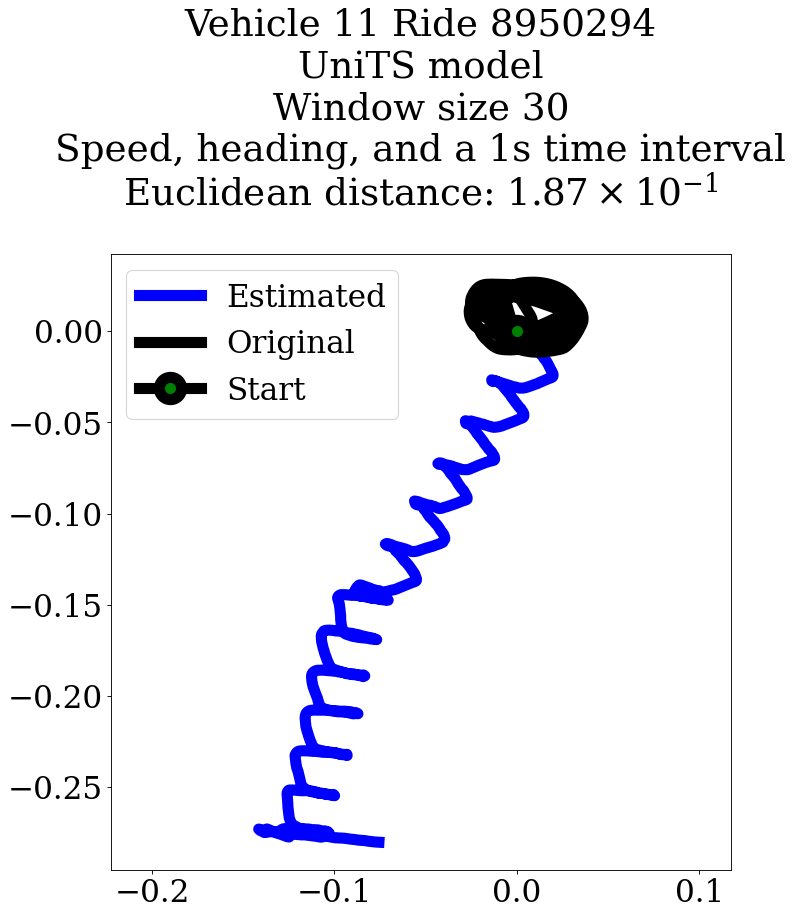 Vehicle 11 Ride 8950294
UniTS model
Window size 30
Speed, heading, and a 1s time interval
Euclidean distance: 1.87 × 10⁻¹
Estimated
Original
Start
0.00
−0.05
−0.10
−0.15
−0.20
−0.25
−0.2
−0.1
0.0
0.1